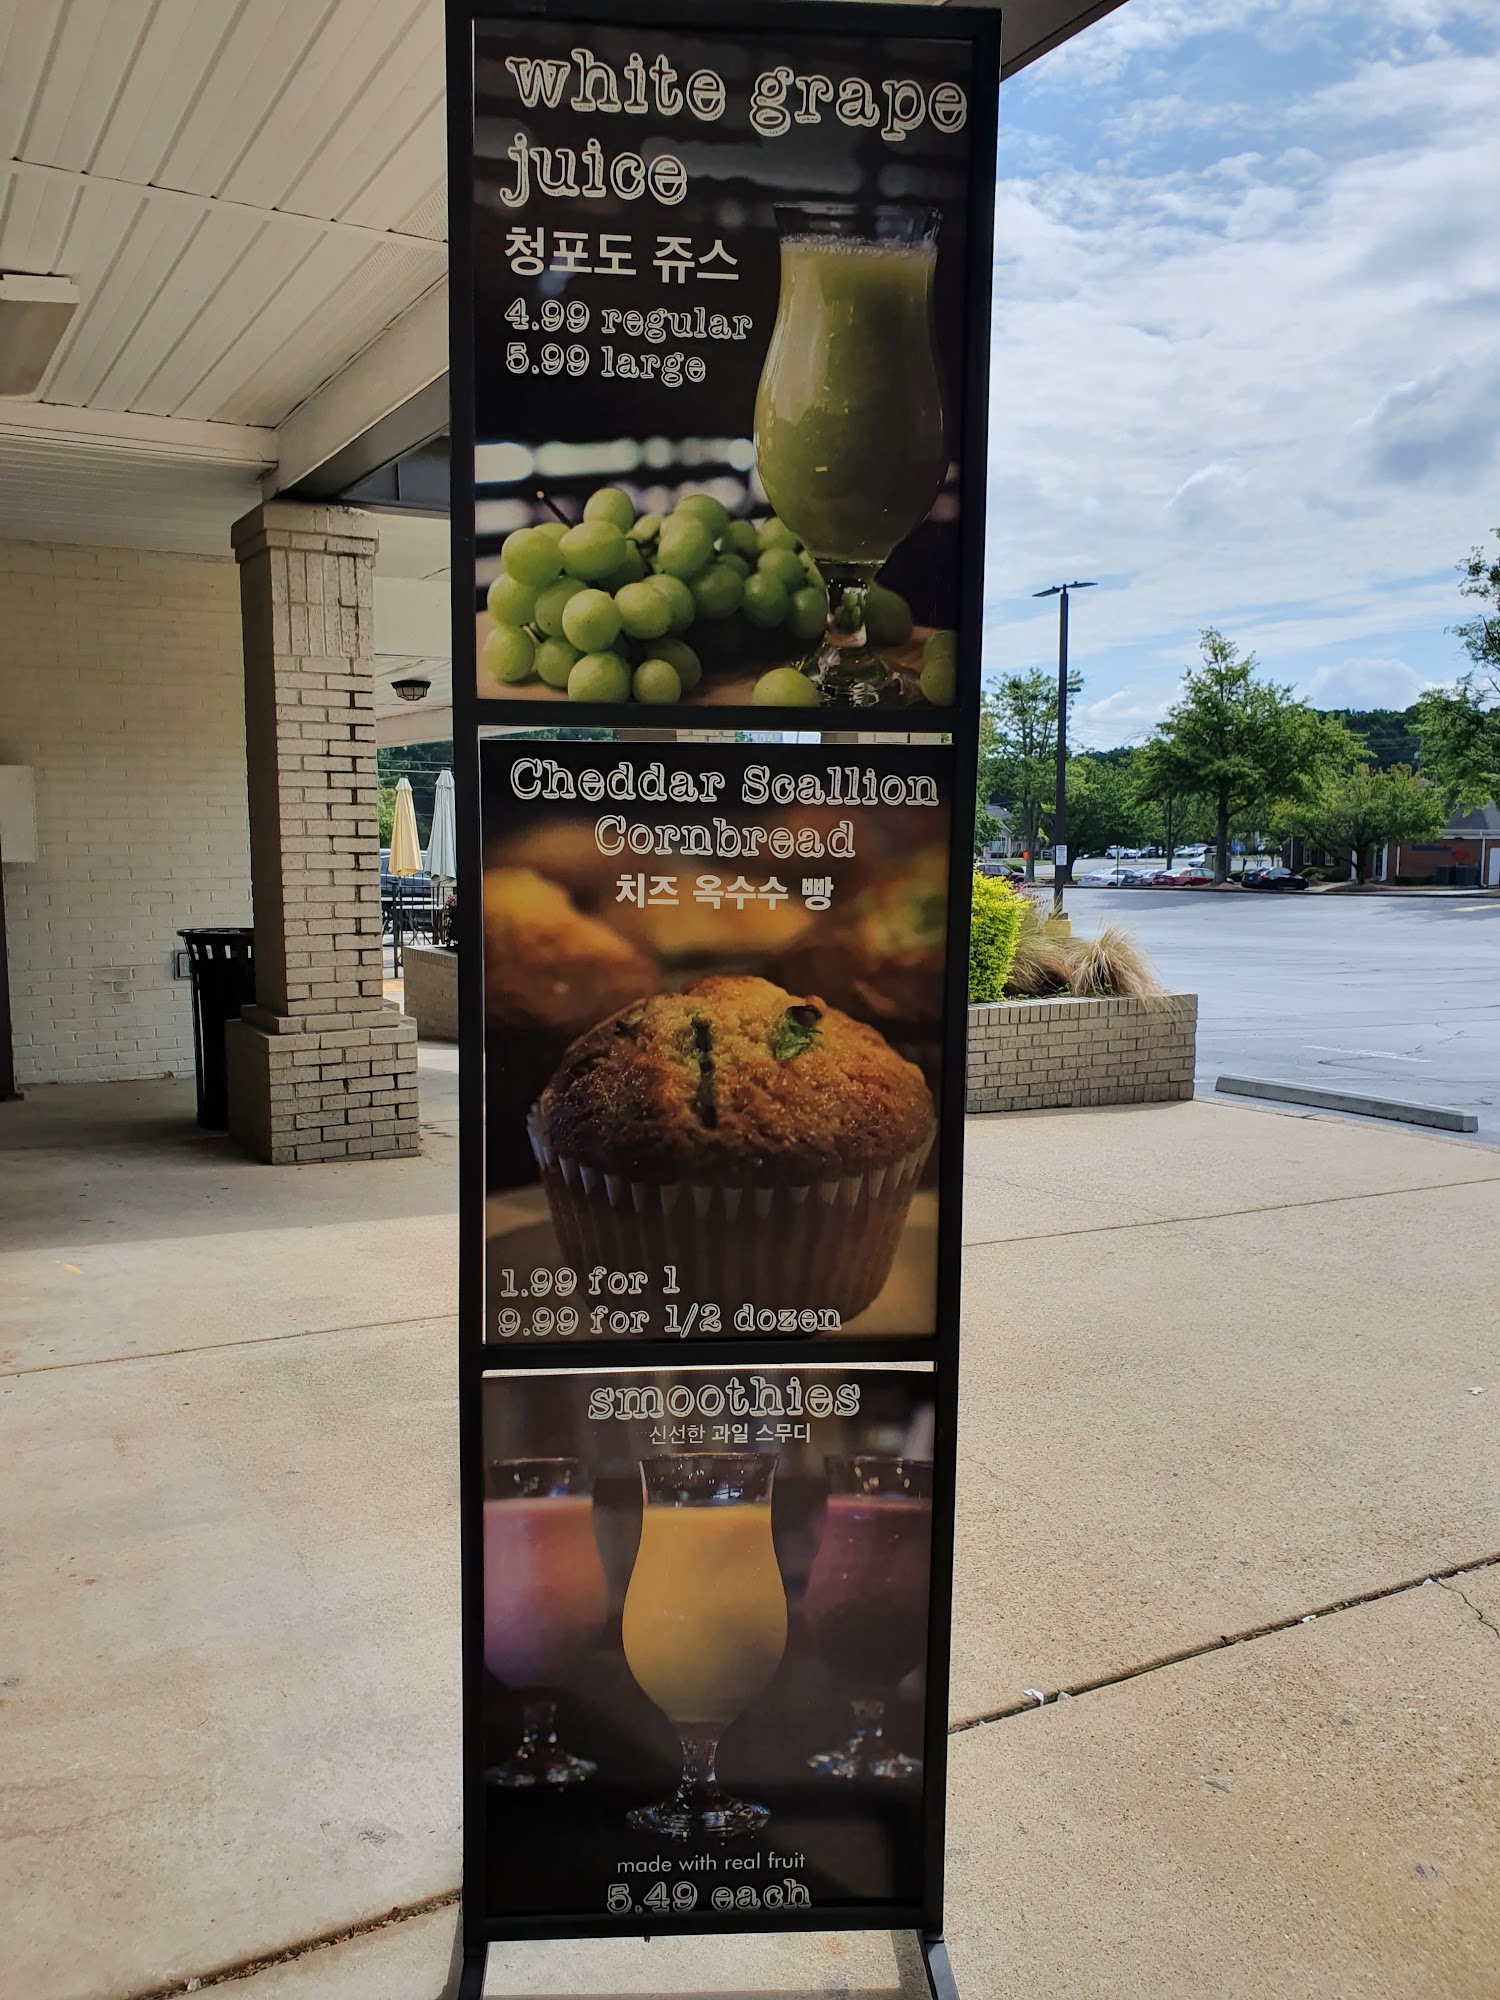 white grape
juice
청포도 쥬스
4.99 regular
5.99 large
Cheddar Scallion
Cornbread
치즈 옥수수 빵
1.99 for 1
9.99 for 1/2 dozen
smoothies
신선한 과일 스무디
made with real fruit
5.49 each